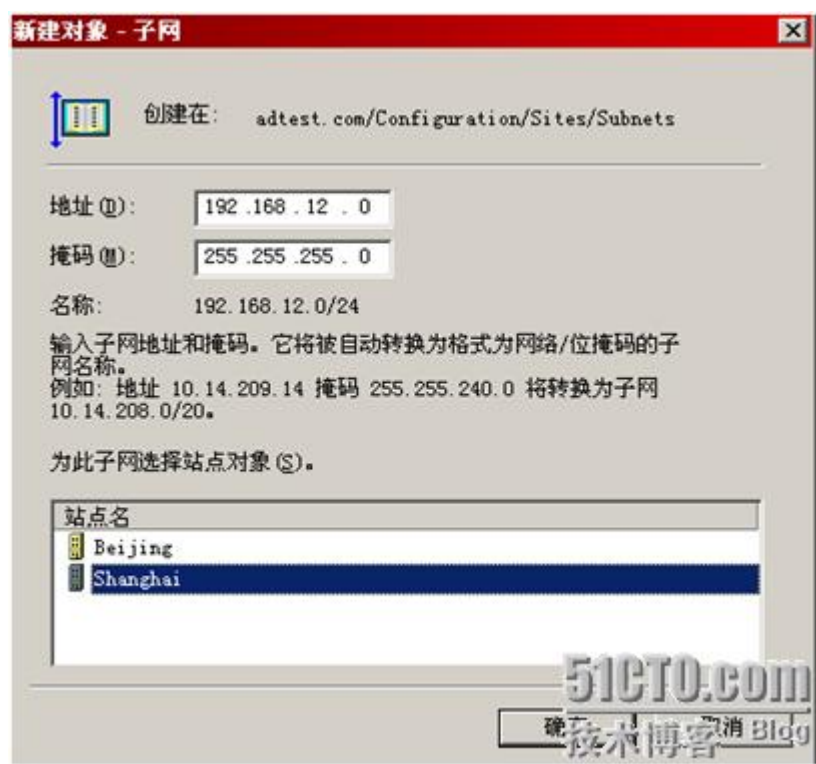 新建对象 - 子网
创建在: adtest.com/Configuration/Sites/Subnets
地址(D): 192 .168 . 12 . 0
掩码(M): 255 .255 .255 . 0
名称: 192.168.12.0/24
输入子网地址和掩码。它将被自动转换为格式为网络/位掩码的子
网名称。
例如: 地址 10.14.209.14 掩码 255.255.240.0 将转换为子网
10.14.208.0/20。
为此子网选择站点对象(S)。
站点名
Beijing
Shanghai
51CTO.com
确定 取消
技术博客 Blog